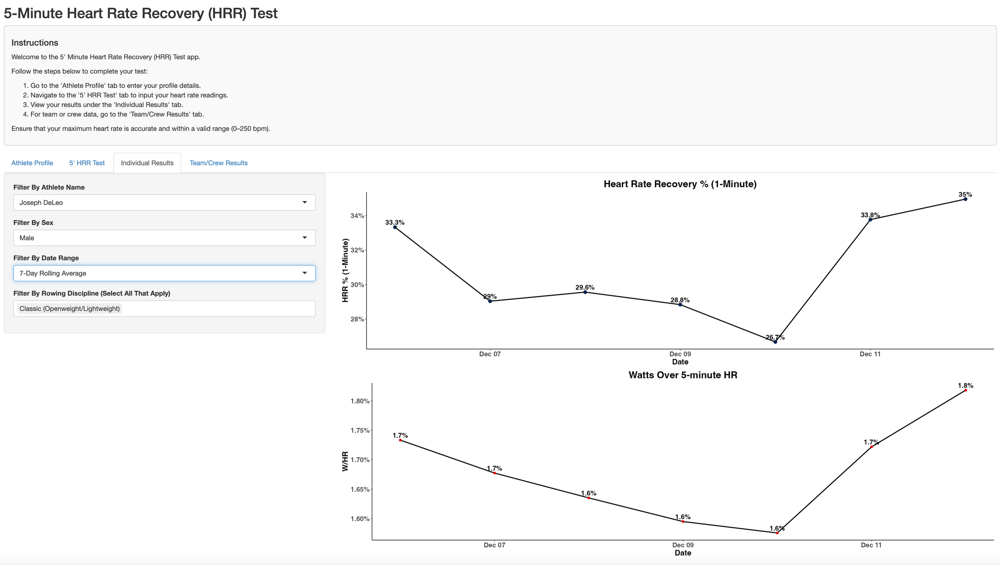 5-Minute Heart Rate Recovery (HRR) Test
Instructions
Welcome to the 5' Minute Heart Rate Recovery (HRR) Test app.
Follow the steps below to complete your test:
1. Go to the 'Athlete Profile' tab to enter your profile details.
2. Navigate to the '5' HRR Test' tab to input your heart rate readings.
3. View your results under the 'Individual Results' tab.
4. For team or crew data, go to the 'Team/Crew Results' tab.
Ensure that your maximum heart rate is accurate and within a valid range (0–250 bpm).
Athlete Profile 5' HRR Test Individual Results Team/Crew Results
Filter By Athlete Name
Joseph DeLeo
Filter By Sex
Male
Filter By Date Range
7-Day Rolling Average
Filter By Rowing Discipline (Select All That Apply)
Classic (Openweight/Lightweight)
Heart Rate Recovery % (1-Minute)
HRR % (1-Minute)
34%
32%
30%
28%
33.3%
29%
29.6%
28.8%
26.7%
33.8%
35%
Dec 07 Dec 09 Dec 11
Date
Watts Over 5-minute HR
W/HR
1.80%
1.75%
1.70%
1.65%
1.60%
1.7%
1.7%
1.6%
1.6%
1.6%
1.7%
1.8%
Dec 07 Dec 09 Dec 11
Date